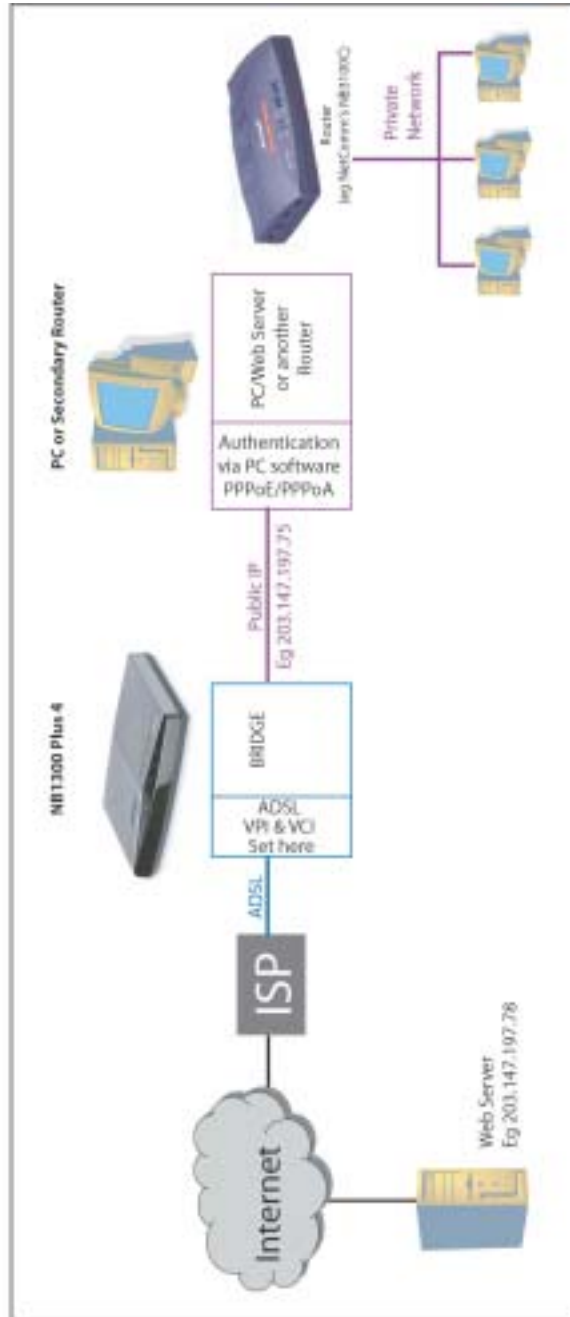 NB1300 Plus 4
PC or Secondary Router
Internet
ISP
ADSL
ADSL
VPI & VCI
Set here
BRIDGE
Public IP
Eg 203.147.197.75
Authentication
via PC software
PPPoE/PPPoA
PC/Web Server
or another
Router
Router
(eg NetComm's
Private
Network
Web Server
Eg 203.147.197.78